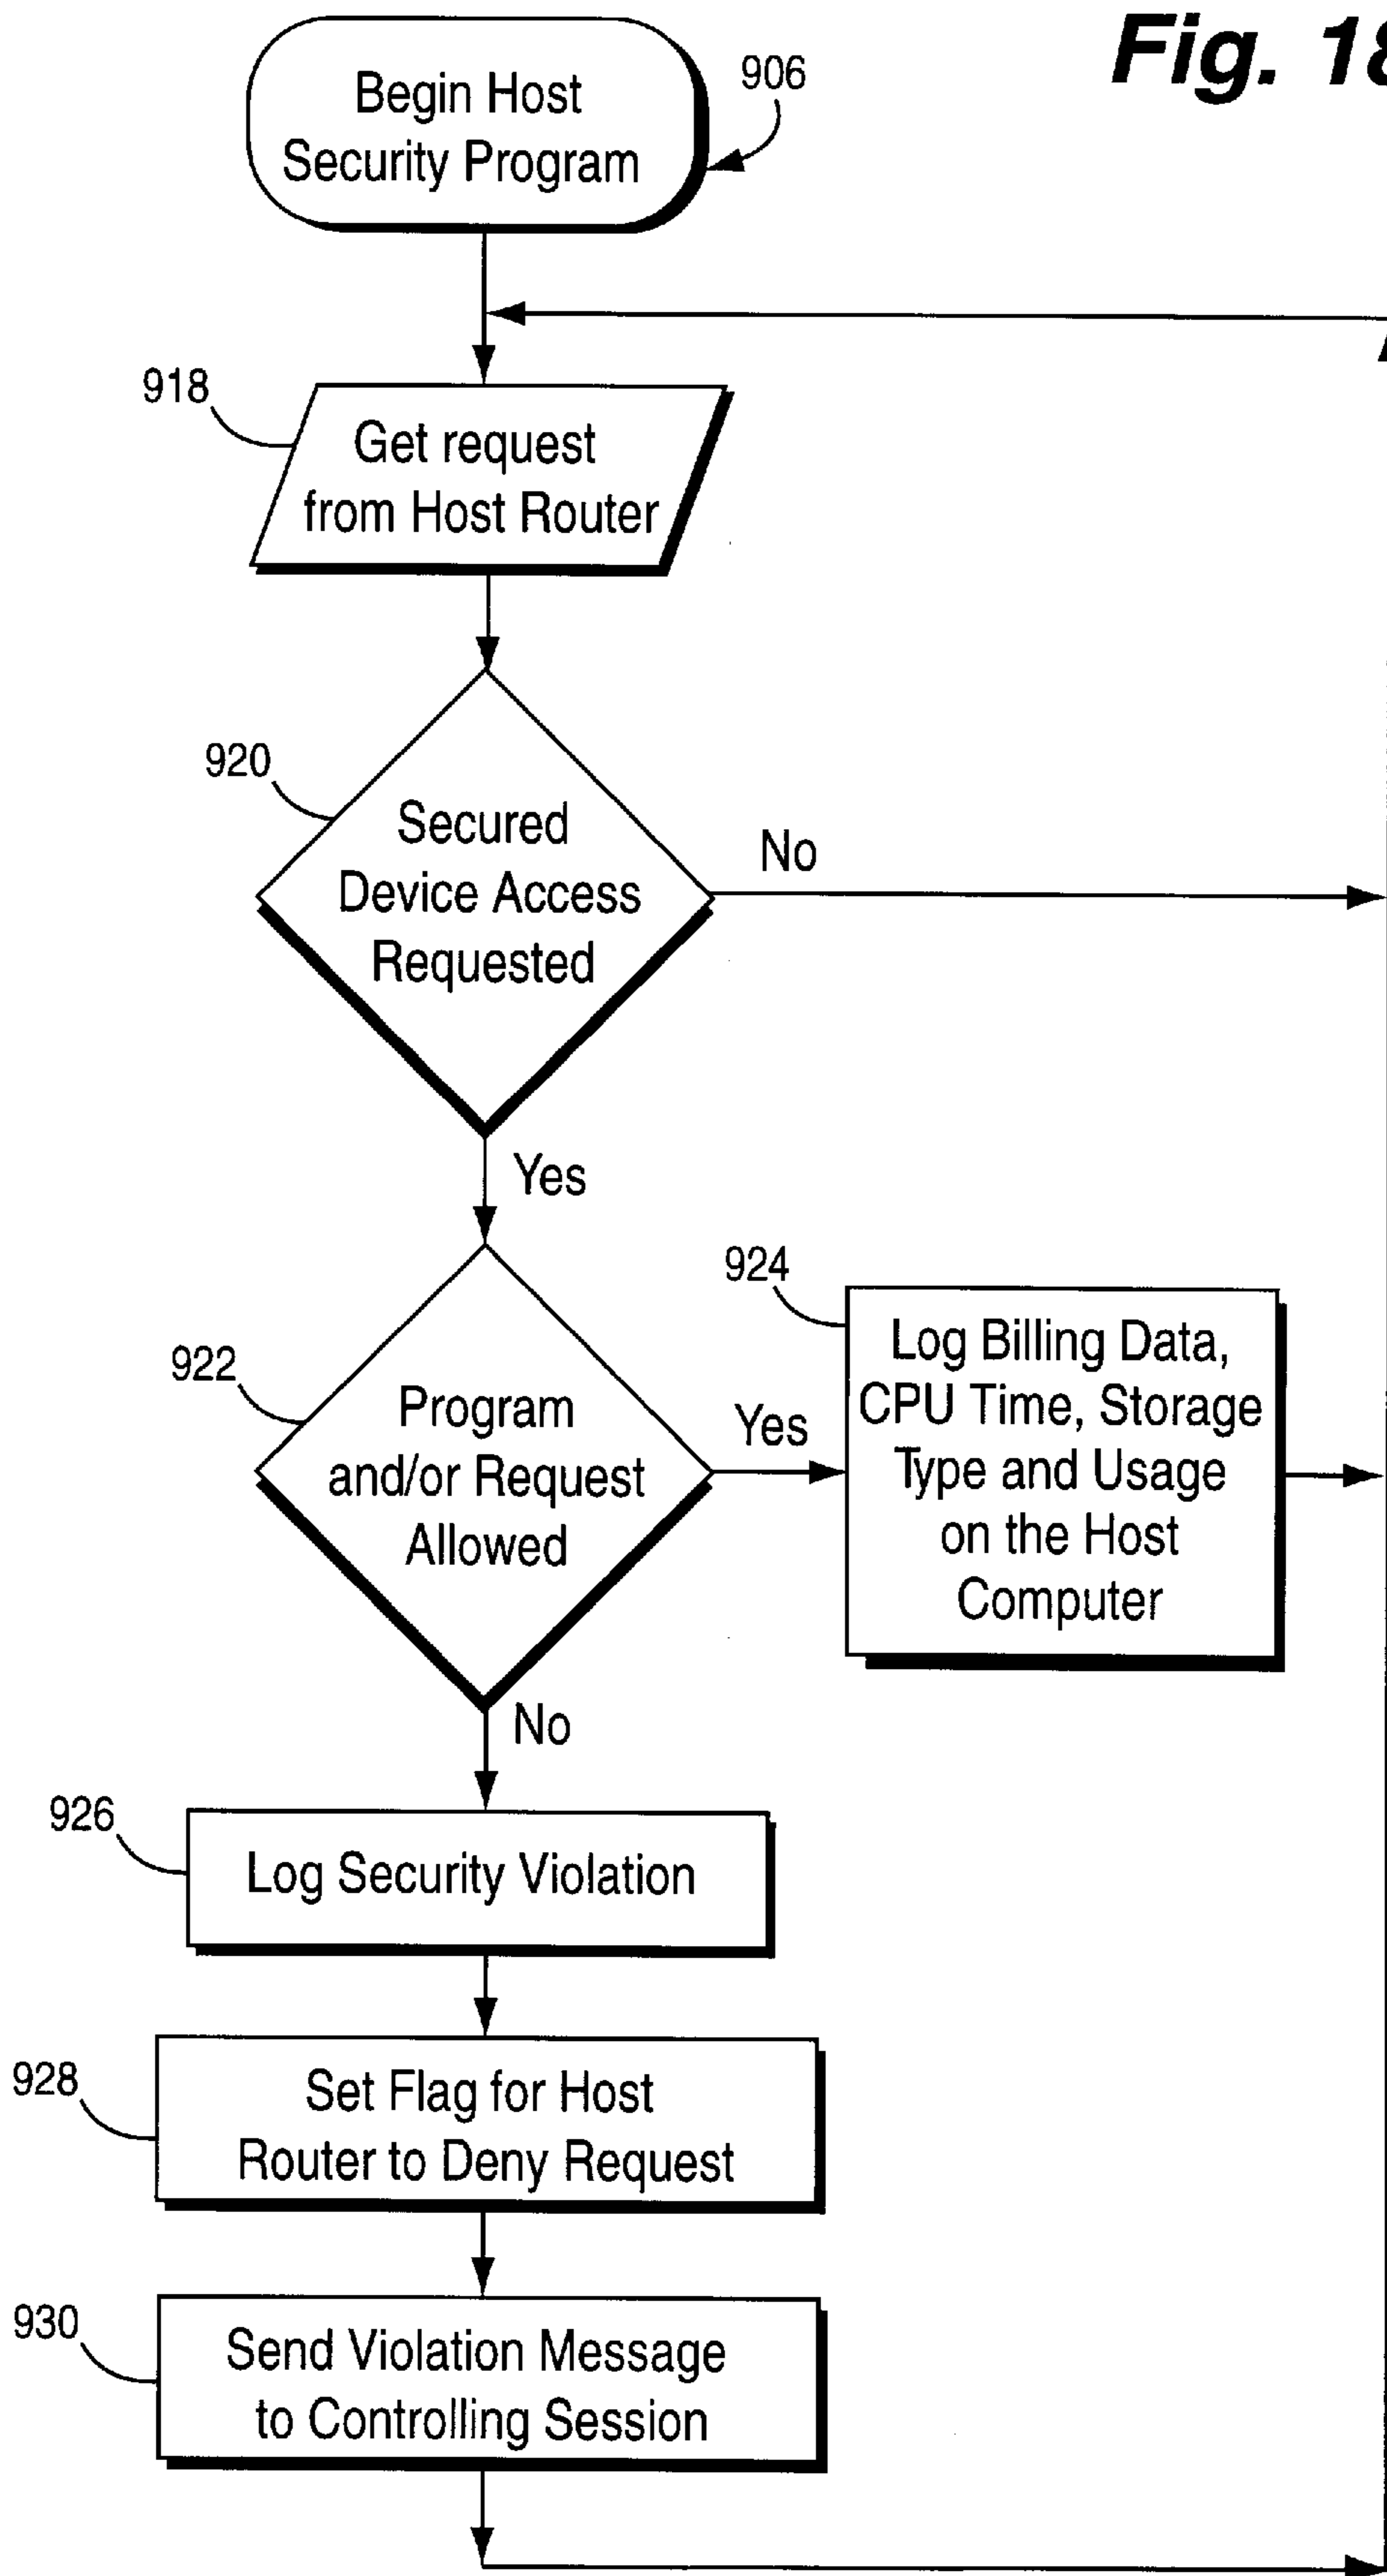 Fig. 18
Begin Host
Security Program
906
918
Get request
from Host Router
920
Secured
Device Access
Requested
No
Yes
924
Log Billing Data,
CPU Time, Storage
Type and Usage
on the Host
Computer
922
Program
and/or Request
Allowed
Yes
No
926
Log Security Violation
928
Set Flag for Host
Router to Deny Request
930
Send Violation Message
to Controlling Session